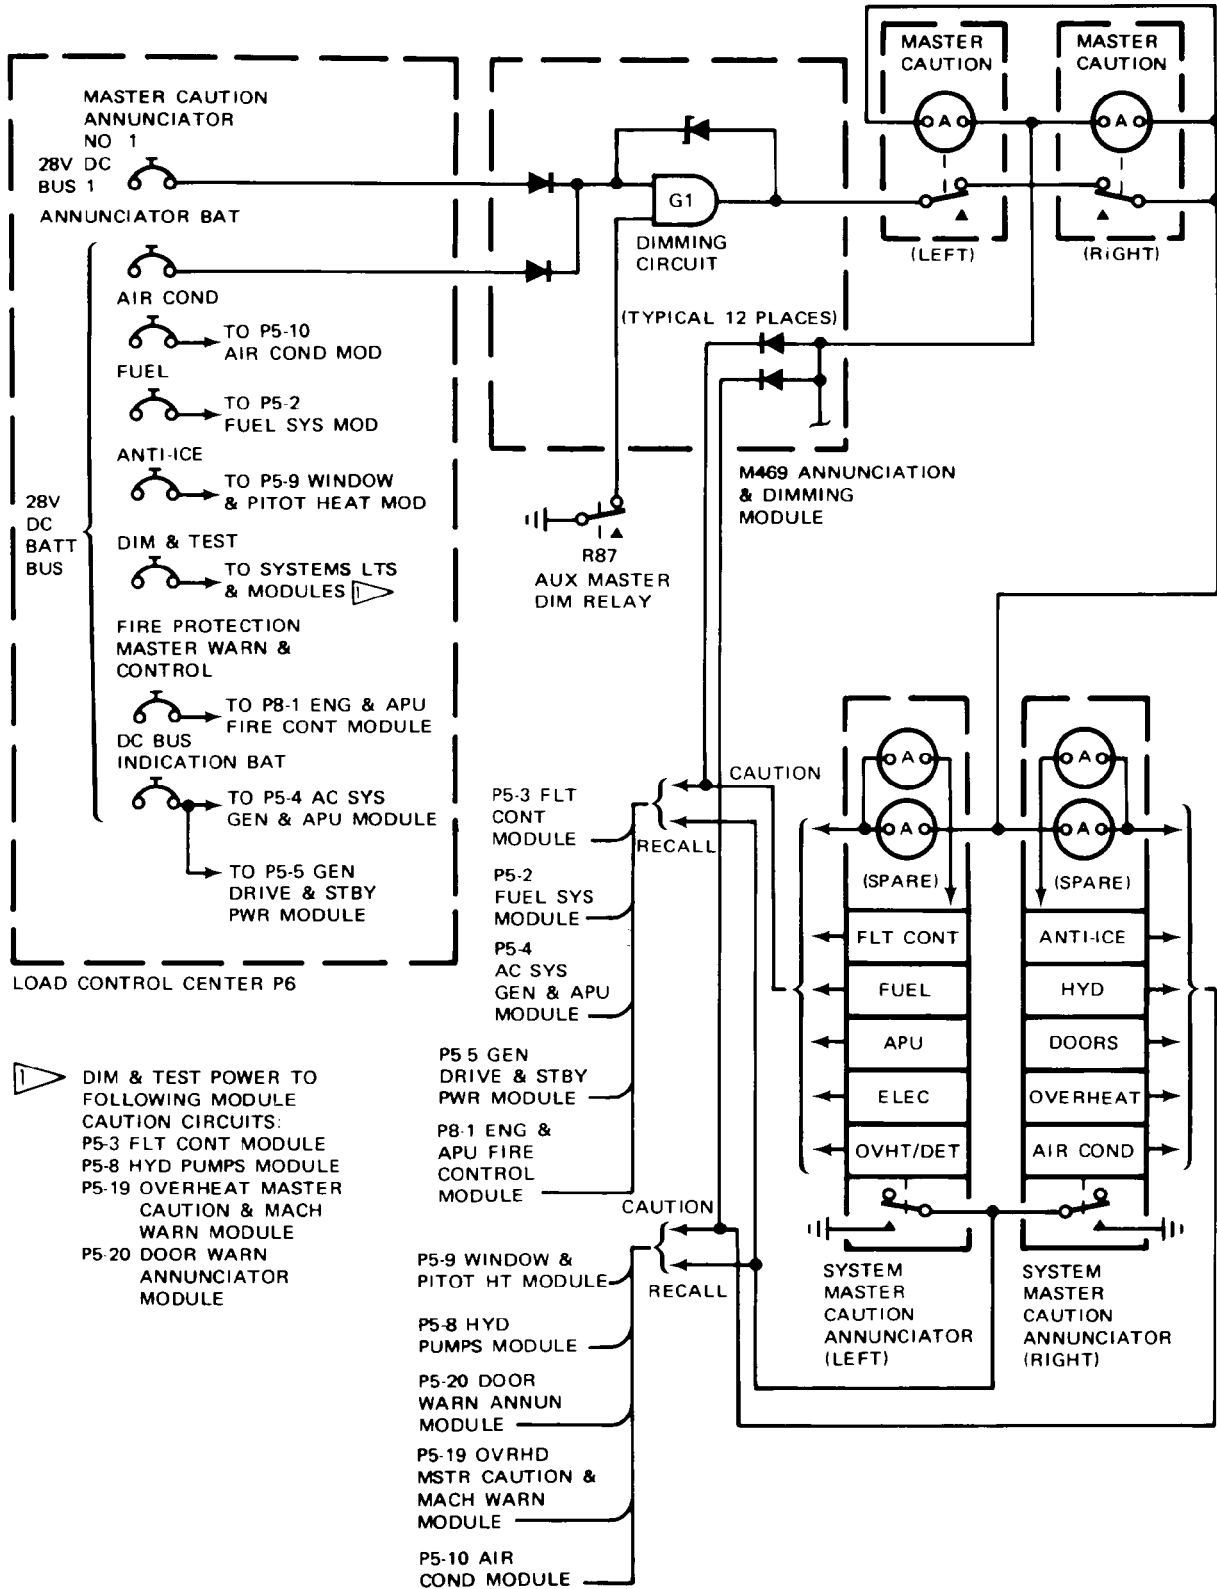 MASTER CAUTION
ANNUNCIATOR
NO 1
28V DC
BUS 1
ANNUNCIATOR BAT
AIR COND
TO P5-10
AIR COND MOD
FUEL
TO P5-2
FUEL SYS MOD
ANTI-ICE
TO P5-9 WINDOW
& PITOT HEAT MOD
28V
DC
BATT
BUS
DIM & TEST
TO SYSTEMS LTS
& MODULES 1
FIRE PROTECTION
MASTER WARN &
CONTROL
TO P8-1 ENG & APU
FIRE CONT MODULE
DC BUS
INDICATION BAT
TO P5-4 AC SYS
GEN & APU MODULE
TO P5-5 GEN
DRIVE & STBY
PWR MODULE
LOAD CONTROL CENTER P6
1
DIM & TEST POWER TO
FOLLOWING MODULE
CAUTION CIRCUITS:
P5-3 FLT CONT MODULE
P5-8 HYD PUMPS MODULE
P5-19 OVERHEAT MASTER
CAUTION & MACH
WARN MODULE
P5-20 DOOR WARN
ANNUNCIATOR
MODULE
G1
DIMMING
CIRCUIT
(TYPICAL 12 PLACES)
M469 ANNUNCIATION
& DIMMING
MODULE
R87
AUX MASTER
DIM RELAY
MASTER
CAUTION
A
(LEFT)
MASTER
CAUTION
A
(RIGHT)
CAUTION
RECALL
P5-3 FLT
CONT
MODULE
P5-2
FUEL SYS
MODULE
P5-4
AC SYS
GEN & APU
MODULE
P5 5 GEN
DRIVE & STBY
PWR MODULE
P8-1 ENG &
APU FIRE
CONTROL
MODULE
CAUTION
RECALL
P5-9 WINDOW &
PITOT HT MODULE
P5-8 HYD
PUMPS MODULE
P5-20 DOOR
WARN ANNUN
MODULE
P5-19 OVRHD
MSTR CAUTION &
MACH WARN
MODULE
P5-10 AIR
COND MODULE
A
A
(SPARE)
FLT CONT
FUEL
APU
ELEC
OVHT/DET
SYSTEM
MASTER
CAUTION
ANNUNCIATOR
(LEFT)
A
A
(SPARE)
ANTI-ICE
HYD
DOORS
OVERHEAT
AIR COND
SYSTEM
MASTER
CAUTION
ANNUNCIATOR
(RIGHT)